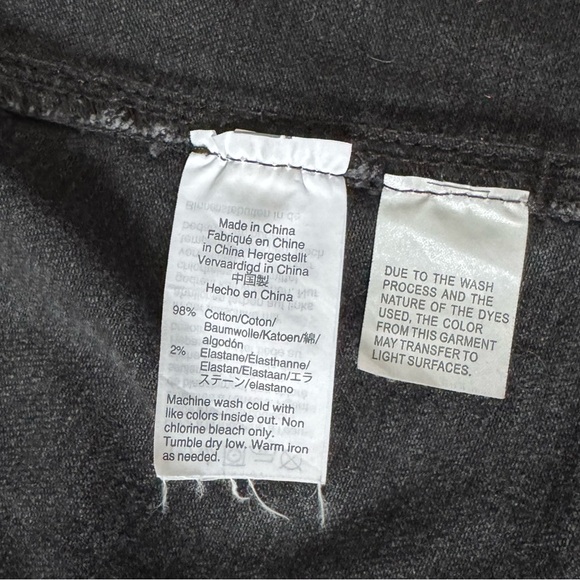 Made in China
Fabriqué en Chine
in China Hergestellt
Vervaardigd in China
中国製
Hecho en China
98% Cotton/Coton/
Baumwolle/Katoen/綿/
algodón
2% Elastane/Élasthanne/
Elastan/Elastaan/エラ
ステーン/elastano
Machine wash cold with
like colors inside out. Non
chlorine bleach only.
Tumble dry low. Warm iron
as needed.
DUE TO THE WASH
PROCESS AND THE
NATURE OF THE DYES
USED, THE COLOR
FROM THIS GARMENT
MAY TRANSFER TO
LIGHT SURFACES.